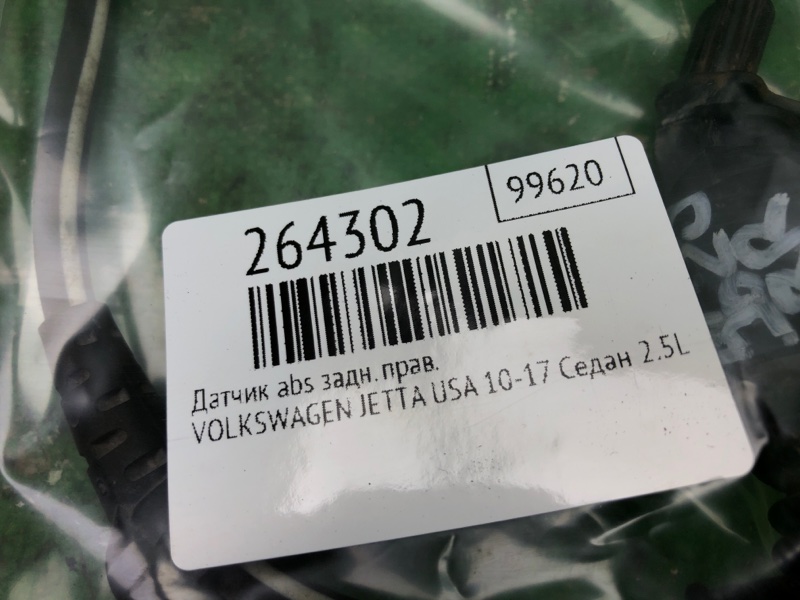 99620
264302
Датчик abs задн. прав.
VOLKSWAGEN JETTA USA 10-17 Седан 2.5L